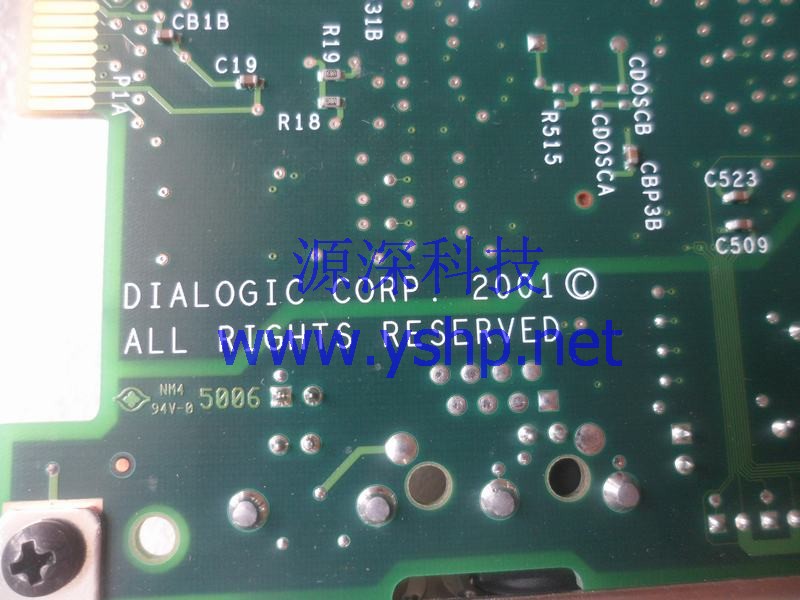 CB1B
31B
C19
R19
P1A
R18
CDOSCB
R515
CDOSCA
CBP3B
C523
C509
源深科技
DIALOGIC CORP. 2001©
ALL RIGHTS RESERVED
www.yshp.net
NM4
94V-0 5006